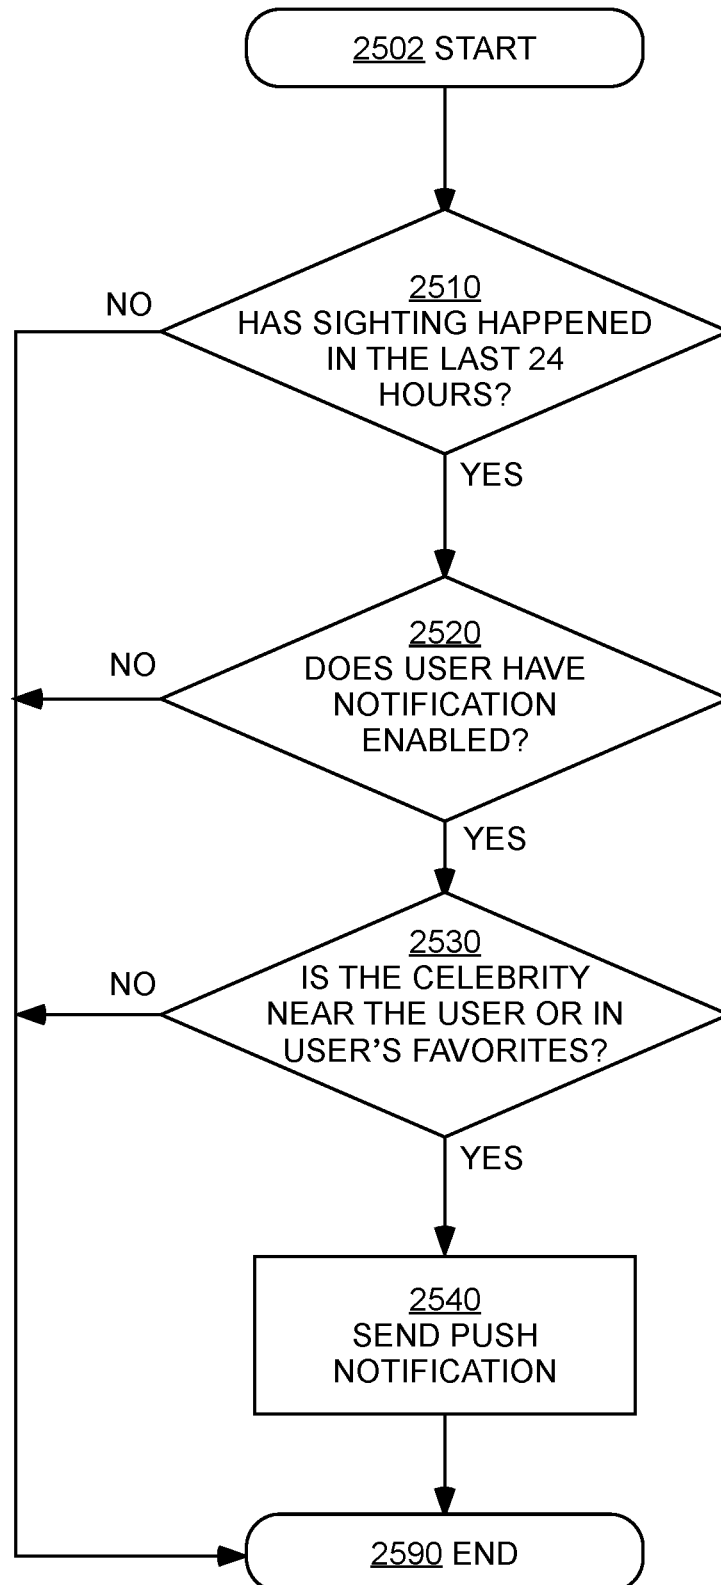 2502 START
2510
NO
HAS SIGHTING HAPPENED
IN THE LAST 24
HOURS?
YES
2520
NO
DOES USER HAVE
NOTIFICATION
ENABLED?
YES
2530
NO
IS THE CELEBRITY
NEAR THE USER OR IN
USER'S FAVORITES?
YES
2540
SEND PUSH
NOTIFICATION
2590 END